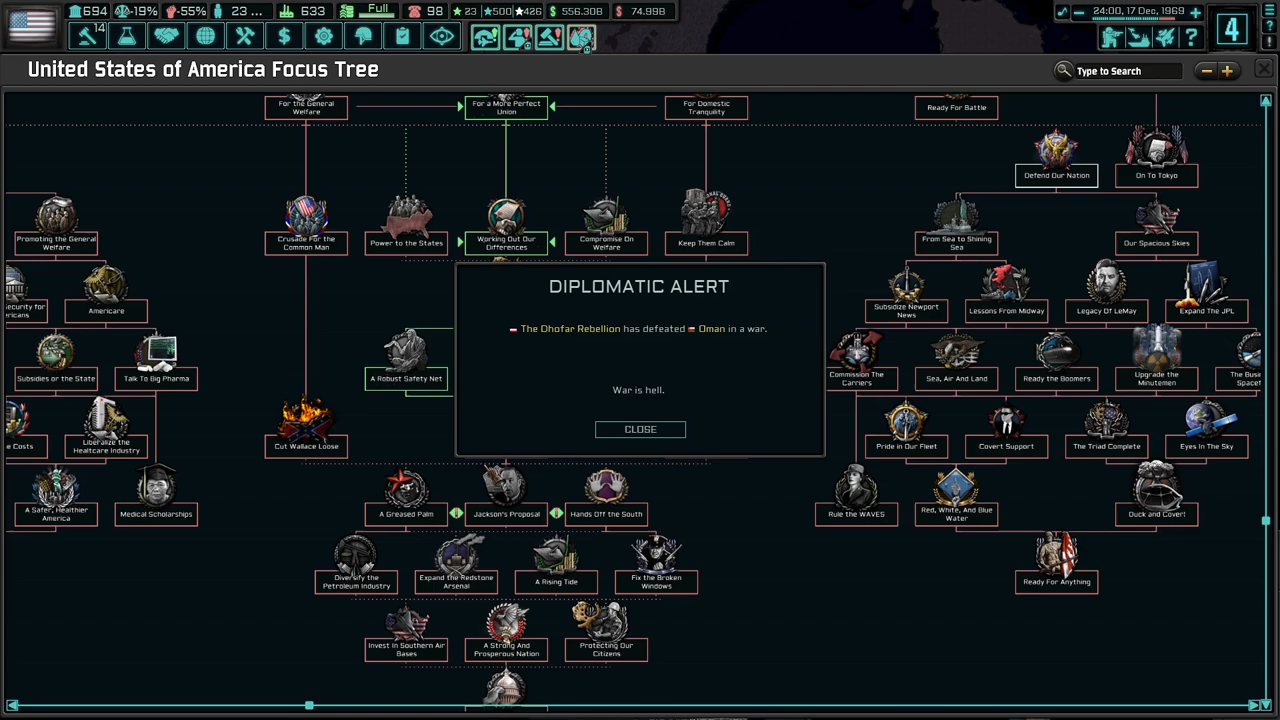 694 -19% -55% 23 ... 633 Full 98 23 500 426 $ 556.30B $ 74.99B 24:00, 17 Dec, 1969
14 4
United States of America Focus Tree
Type to Search
For the General Welfare
For a More Perfect Union
For Domestic Tranquility
Ready For Battle
Defend Our Nation
On To Tokyo
Promoting the General Welfare
Crusade For the Common Man
Power to the States
Working Out Our Differences
Compromise On Welfare
Keep Them Calm
From Sea to Shining Sea
Our Spacious Skies
Americare
DIPLOMATIC ALERT
The Dhofar Rebellion has defeated Oman in a war.
War is hell.
CLOSE
Subsidize Newport News
Lessons From Midway
Legacy Of LeMay
Expand The JPL
Subsidies or the State
Talk To Big Pharma
A Robust Safety Net
Commission The Carriers
Sea, Air And Land
Ready the Boomers
Upgrade the Minutemen
Liberalize the Healtcare Industry
Cut Wallace Loose
Pride in Our Fleet
Covert Support
The Triad Complete
Eyes In The Sky
A Safer, Healthier America
Medical Scholarships
A Greased Palm
Jackson's Proposal
Hands Off the South
Rule the WAVES
Red, White, And Blue Water
Duck and Cover!
Diversify the Petroleum Industry
Expand the Redstone Arsenal
A Rising Tide
Fix the Broken Windows
Ready For Anything
Invest In Southern Air Bases
A Strong And Prosperous Nation
Protecting Our Citizens